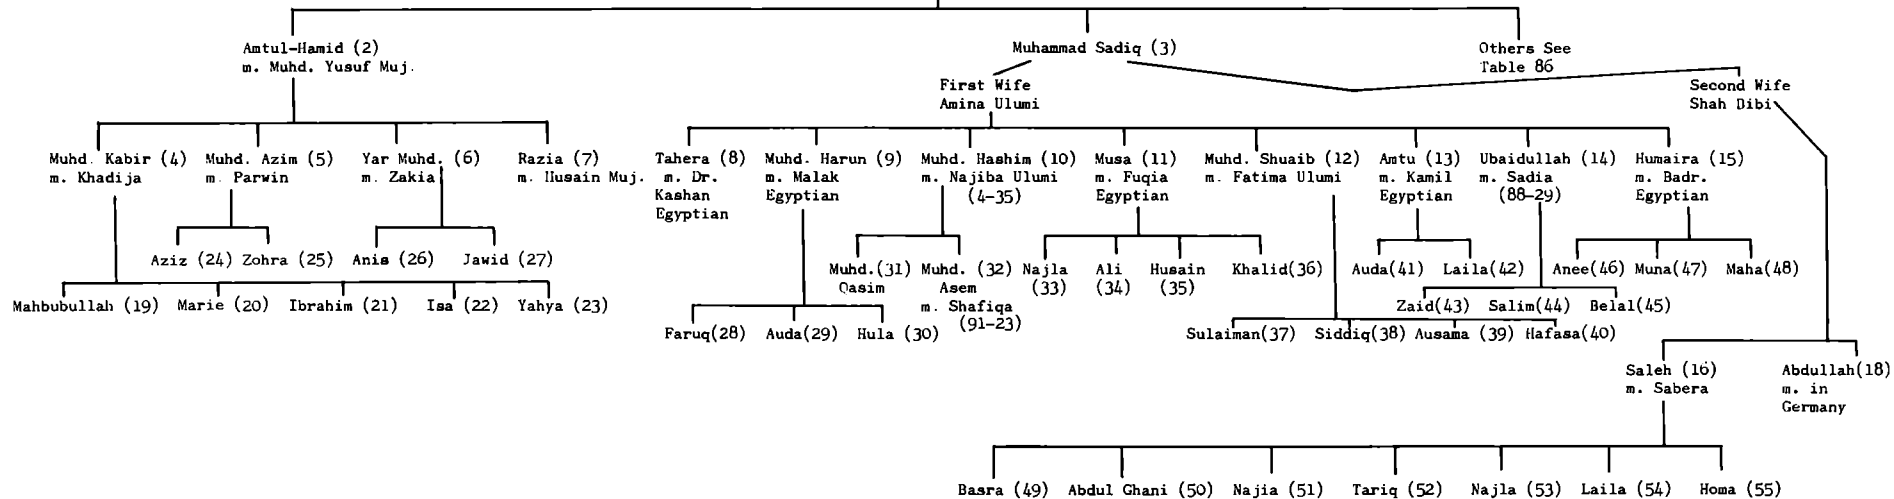 Amtul-Hamid (2)
m. Muhd. Yusuf Muj.
Muhammad Sadiq (3)
Others See
Table 86
First Wife
Amina Ulumi
Second Wife
Shah Bibi
Muhd. Kabir (4)
m. Khadija
Muhd. Azim (5)
m. Parwin
Yar Muhd. (6)
m. Zakia
Razia (7)
m. Husain Muj.
Tahera (8)
m. Dr.
Kashan
Egyptian
Muhd. Harun (9)
m. Malak
Egyptian
Muhd. Hashim (10)
m. Najiba Ulumi
(4-35)
Musa (11)
m. Fuqia
Egyptian
Muhd. Shuaib (12)
m. Fatima Ulumi
Amtu (13)
m. Kamil
Egyptian
Ubaidullah (14)
m. Sadia
(88-29)
Humaira (15)
m. Badr.
Egyptian
Aziz (24)
Zohra (25)
Anis (26)
Jawid (27)
Muhd. (31)
Qasim
Muhd. (32)
Asem
m. Shafiqa
(91-23)
Najla
(33)
Ali
(34)
Husain
(35)
Khalid(36)
Auda(41)
Laila(42)
Anee(46)
Muna(47)
Maha(48)
Mahbubullah (19)
Marie (20)
Ibrahim (21)
Isa (22)
Yahya (23)
Zaid(43)
Salim(44)
Belal(45)
Faruq(28)
Auda(29)
Hula (30)
Sulaiman(37)
Siddiq(38)
Ausama (39)
Hafasa(40)
Saleh (16)
m. Sabera
Abdullah(18)
m. in
Germany
Basra (49)
Abdul Ghani (50)
Najia (51)
Tariq (52)
Najla (53)
Laila (54)
Homa (55)